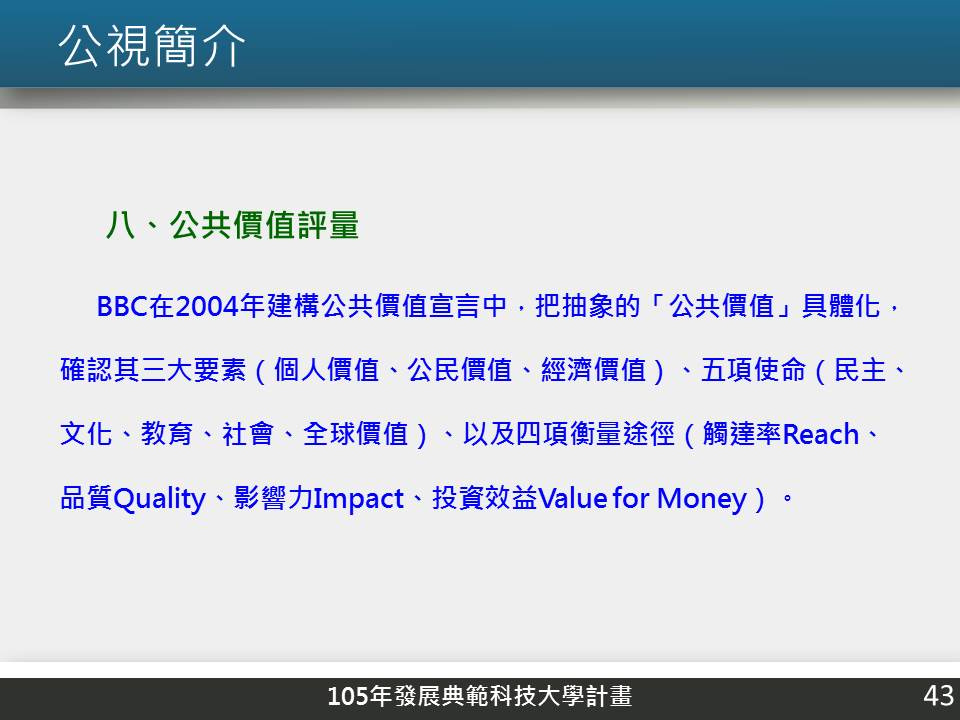 公視簡介
八、公共價值評量
BBC在2004年建構公共價值宣言中，把抽象的「公共價值」具體化，
確認其三大要素（個人價值、公民價值、經濟價值）、五項使命（民主、
文化、教育、社會、全球價值）、以及四項衡量途徑（觸達率Reach、
品質Quality、影響力Impact、投資效益Value for Money）。
105年發展典範科技大學計畫
43